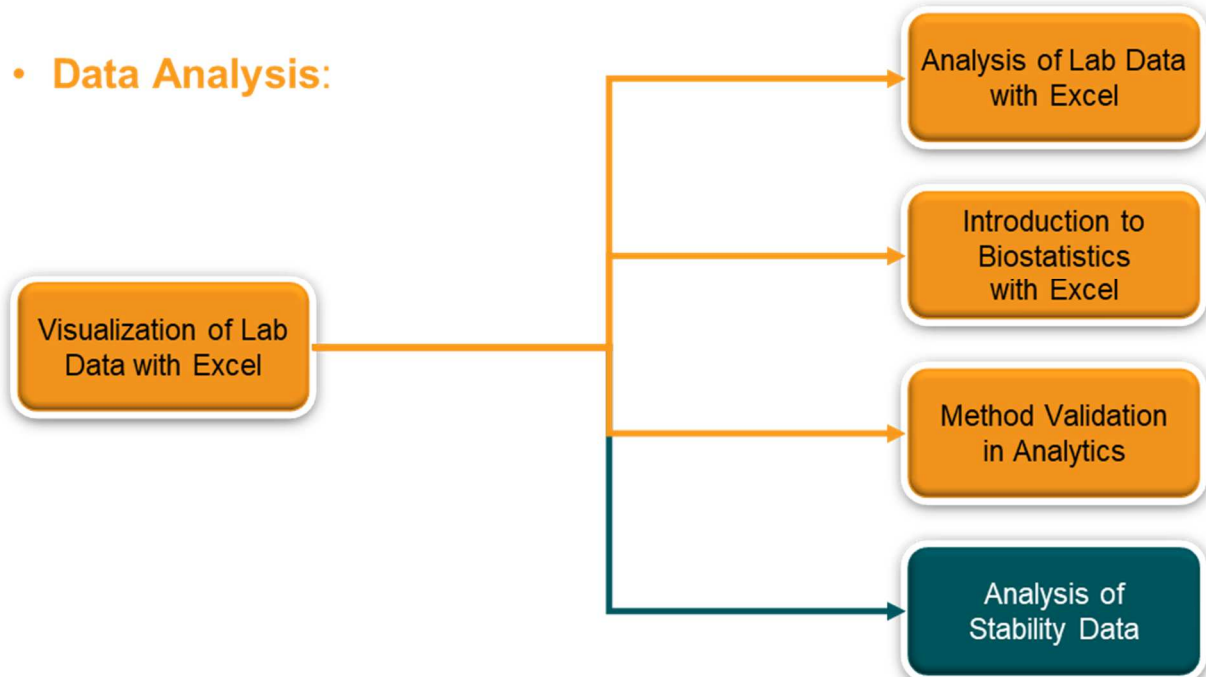 • Data Analysis:
Analysis of Lab Data
with Excel
Introduction to
Biostatistics
with Excel
Visualization of Lab
Data with Excel
Method Validation
in Analytics
Analysis of
Stability Data